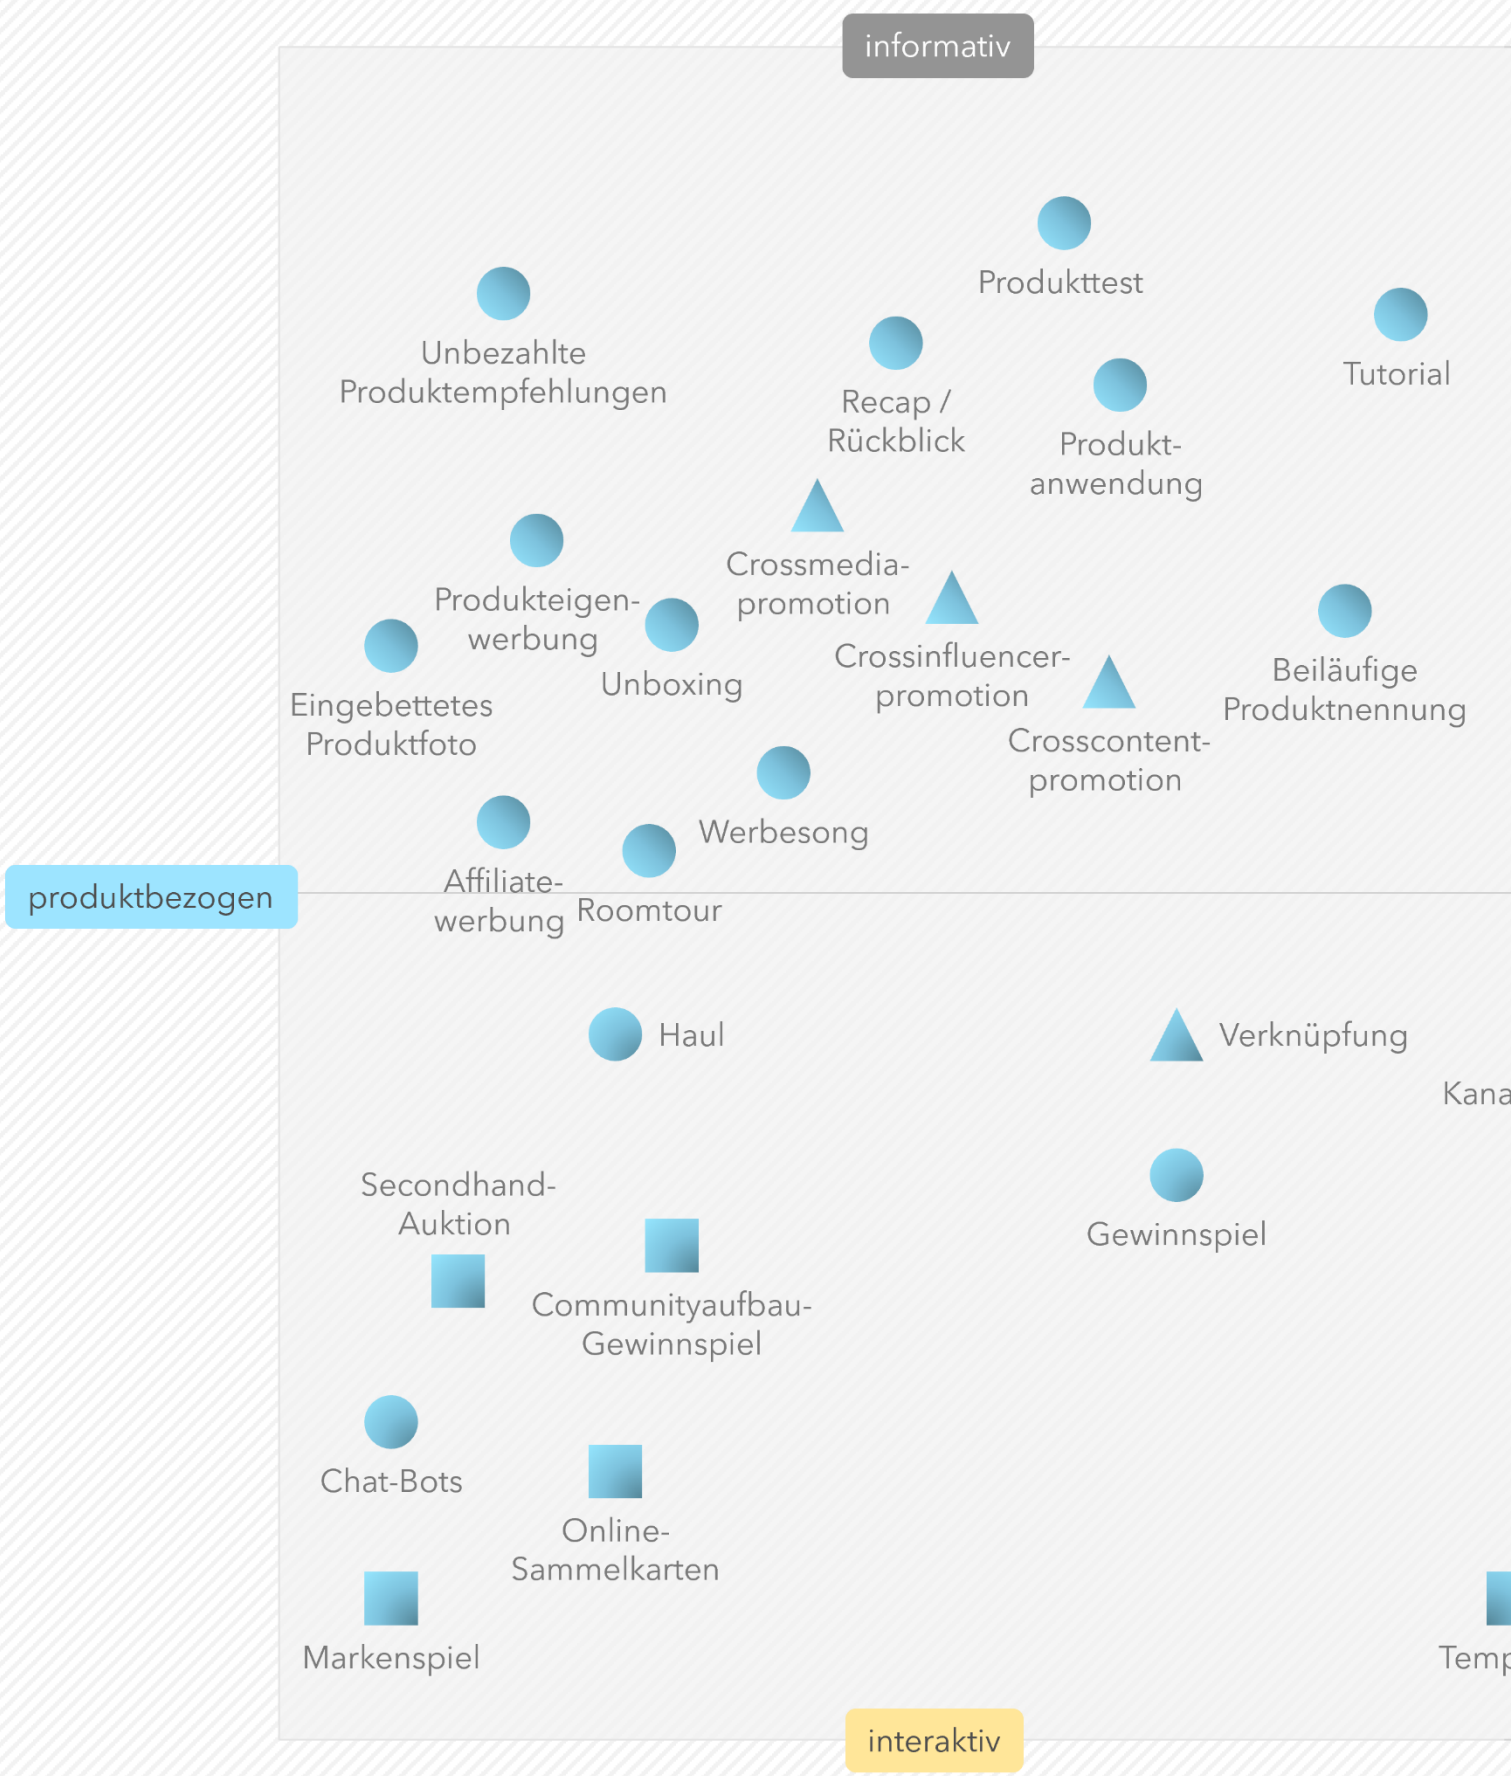 informativ
Produkttest
Unbezahlte
Produktempfehlungen
Tutorial
Recap /
Rückblick
Produkt-
anwendung
Crossmedia-
promotion
Produkteigen-
werbung
Crossinfluencer-
promotion
Unboxing
Beiläufige
Produktnennung
Eingebettetes
Produktfoto
Crosscontent-
promotion
Werbesong
Affiliate-
werbung
Roomtour
produktbezogen
Haul
Verknüpfung
Kana
Secondhand-
Auktion
Gewinnspiel
Communityaufbau-
Gewinnspiel
Chat-Bots
Online-
Sammelkarten
Markenspiel
Temp
interaktiv